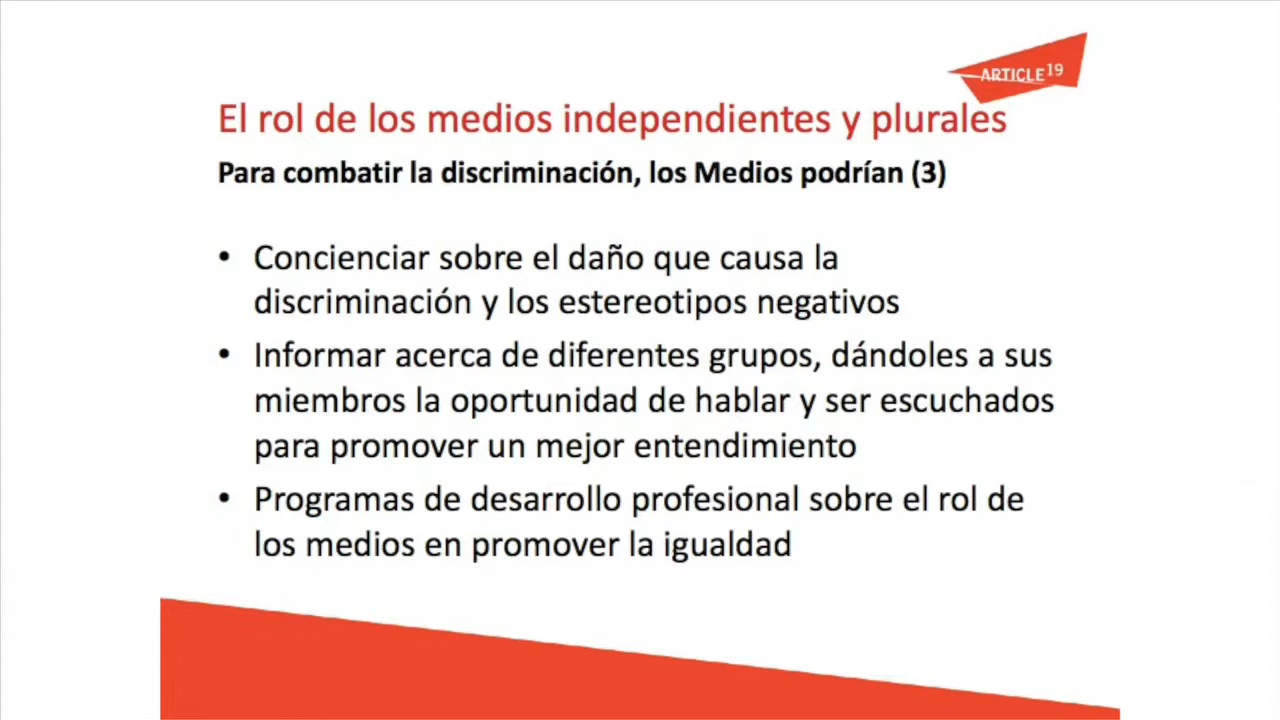 ARTICLE 19
El rol de los medios independientes y plurales
Para combatir la discriminación, los Medios podrían (3)
• Concienciar sobre el daño que causa la
discriminación y los estereotipos negativos
• Informar acerca de diferentes grupos, dándoles a sus
miembros la oportunidad de hablar y ser escuchados
para promover un mejor entendimiento
• Programas de desarrollo profesional sobre el rol de
los medios en promover la igualdad